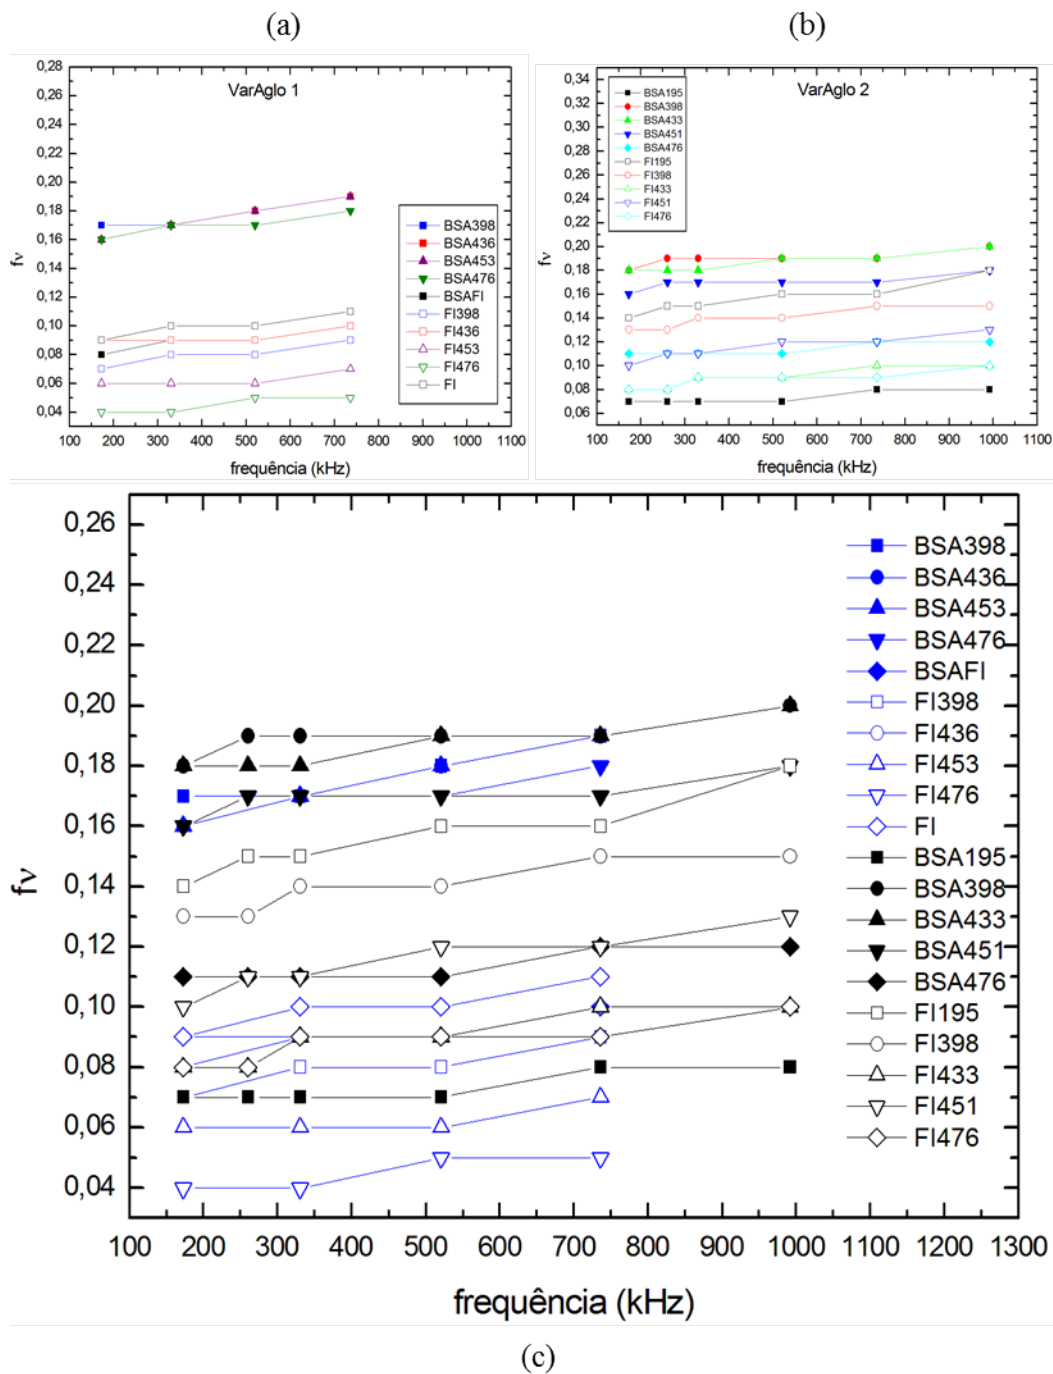 (a)
(b)
VarAglo 1
0,28
0,26
0,24
0,22
0,20
0,18
0,16
0,14
0,12
0,10
0,08
0,06
0,04
fν
100 200 300 400 500 600 700 800 900 1000 1100
frequência (kHz)
BSA398
BSA436
BSA453
BSA476
BSAFI
FI398
FI436
FI453
FI476
FI
VarAglo 2
0,34
0,32
0,30
0,28
0,26
0,24
0,22
0,20
0,18
0,16
0,14
0,12
0,10
0,08
0,06
fν
100 200 300 400 500 600 700 800 900 1000 1100
frequência (kHz)
BSA195
BSA398
BSA433
BSA451
BSA476
FI195
FI398
FI433
FI451
FI476
0,26
0,24
0,22
0,20
0,18
0,16
0,14
0,12
0,10
0,08
0,06
0,04
fν
100 200 300 400 500 600 700 800 900 1000 1100 1200 1300
frequência (kHz)
BSA398
BSA436
BSA453
BSA476
BSAFI
FI398
FI436
FI453
FI476
FI
BSA195
BSA398
BSA433
BSA451
BSA476
FI195
FI398
FI433
FI451
FI476
(c)